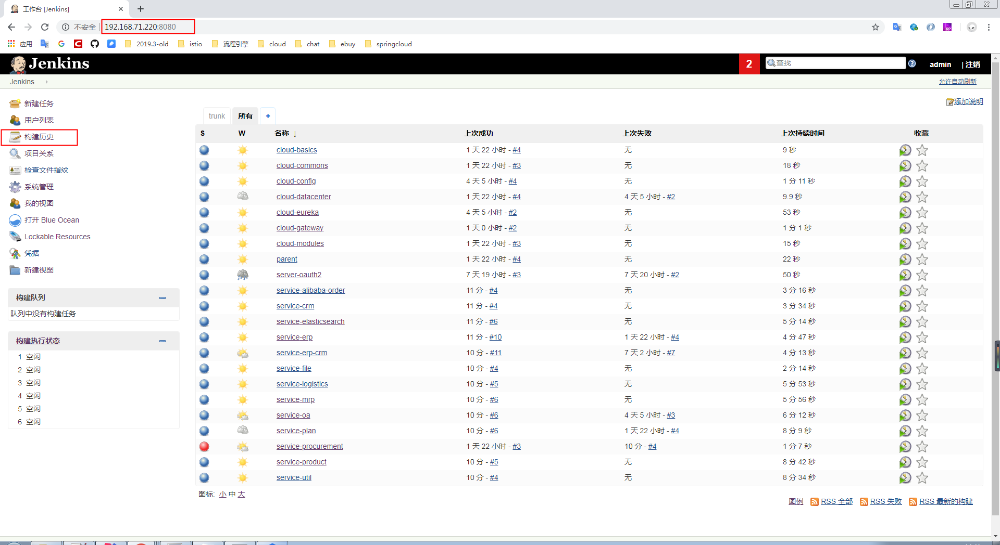 工作台 [Jenkins]
不安全 192.168.71.220:8080
应用 2019.3-old istio 流程引擎 cloud chat ebuy springcloud
Jenkins 2 查找 admin | 注销
Jenkins 允许自动刷新
新建任务
用户列表
构建历史
项目关系
检查文件指纹
系统管理
我的视图
打开 Blue Ocean
Lockable Resources
凭据
新建视图
构建队列
队列中没有构建任务
构建执行状态
1 空闲
2 空闲
3 空闲
4 空闲
5 空闲
6 空闲
添加说明
trunk 所有 +
S W 名称 ↓ 上次成功 上次失败 上次持续时间 收藏
cloud-basics 1 天 22 小时 - #4 无 9 秒
cloud-commons 1 天 22 小时 - #3 无 18 秒
cloud-config 4 天 5 小时 - #4 无 1 分 11 秒
cloud-datacenter 1 天 22 小时 - #4 4 天 5 小时 - #2 9.9 秒
cloud-eureka 4 天 5 小时 - #2 无 53 秒
cloud-gateway 1 天 0 小时 - #2 无 1 分 1 秒
cloud-modules 1 天 22 小时 - #3 无 15 秒
parent 1 天 22 小时 - #4 无 22 秒
server-oauth2 7 天 19 小时 - #3 7 天 20 小时 - #2 50 秒
service-alibaba-order 11 分 - #4 无 3 分 16 秒
service-crm 11 分 - #4 无 3 分 34 秒
service-elasticsearch 11 分 - #6 无 5 分 14 秒
service-erp 11 分 - #10 1 天 22 小时 - #4 4 分 47 秒
service-erp-crm 10 分 - #11 7 天 2 小时 - #7 4 分 13 秒
service-file 10 分 - #4 无 2 分 14 秒
service-logistics 10 分 - #5 无 5 分 53 秒
service-mrp 10 分 - #6 无 5 分 56 秒
service-oa 10 分 - #6 4 天 5 小时 - #3 6 分 12 秒
service-plan 10 分 - #6 1 天 22 小时 - #4 8 分 9 秒
service-procurement 1 天 22 小时 - #3 10 分 - #4 1 分 7 秒
service-product 10 分 - #5 无 8 分 42 秒
service-util 10 分 - #4 无 8 分 34 秒
图标: 小 中 大
图例 RSS 全部 RSS 失败 RSS 最新的构建